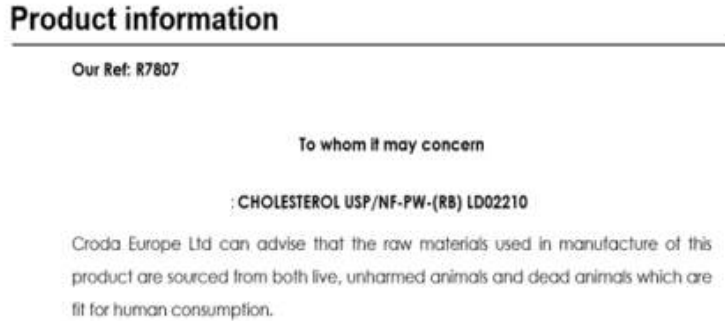 Product information
Our Ref: R7807
To whom it may concern
: CHOLESTEROL USP/NF-PW-(RB) LD02210
Croda Europe Ltd can advise that the raw materials used in manufacture of this
product are sourced from both live, unharmed animals and dead animals which are
fit for human consumption.